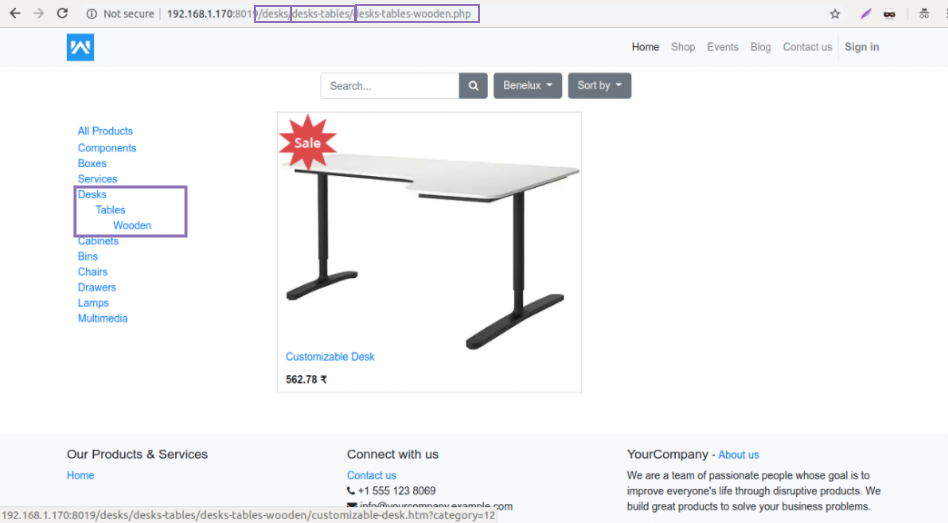 Not secure | 192.168.1.170:8019/desks/desks-tables/desks-tables-wooden.php
Home Shop Events Blog Contact us Sign in
Search... Benelux Sort by
All Products
Components
Boxes
Services
Desks
Tables
Wooden
Cabinets
Bins
Chairs
Drawers
Lamps
Multimedia
Sale
Customizable Desk
562.78 ₹
Our Products & Services
Home
Connect with us
Contact us
+1 555 123 8069
info@yourcompany.example.com
YourCompany - About us
We are a team of passionate people whose goal is to
improve everyone's life through disruptive products. We
build great products to solve your business problems.
192.168.1.170:8019/desks/desks-tables/desks-tables-wooden/customizable-desk.htm?category=12